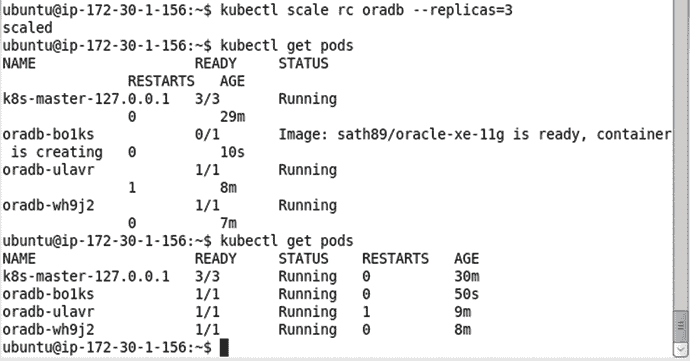 ubuntu@ip-172-30-1-156:~$ kubectl scale rc oradb --replicas=3
scaled
ubuntu@ip-172-30-1-156:~$ kubectl get pods
NAME READY STATUS
RESTARTS AGE
k8s-master-127.0.0.1 3/3 Running
0 29m
oradb-bo1ks 0/1 Image: sath89/oracle-xe-11g is ready, container
is creating 0 10s
oradb-ulavr 1/1 Running
1 8m
oradb-wh9j2 1/1 Running
0 7m
ubuntu@ip-172-30-1-156:~$ kubectl get pods
NAME READY STATUS RESTARTS AGE
k8s-master-127.0.0.1 3/3 Running 0 30m
oradb-bo1ks 1/1 Running 0 50s
oradb-ulavr 1/1 Running 1 9m
oradb-wh9j2 1/1 Running 0 8m
ubuntu@ip-172-30-1-156:~$